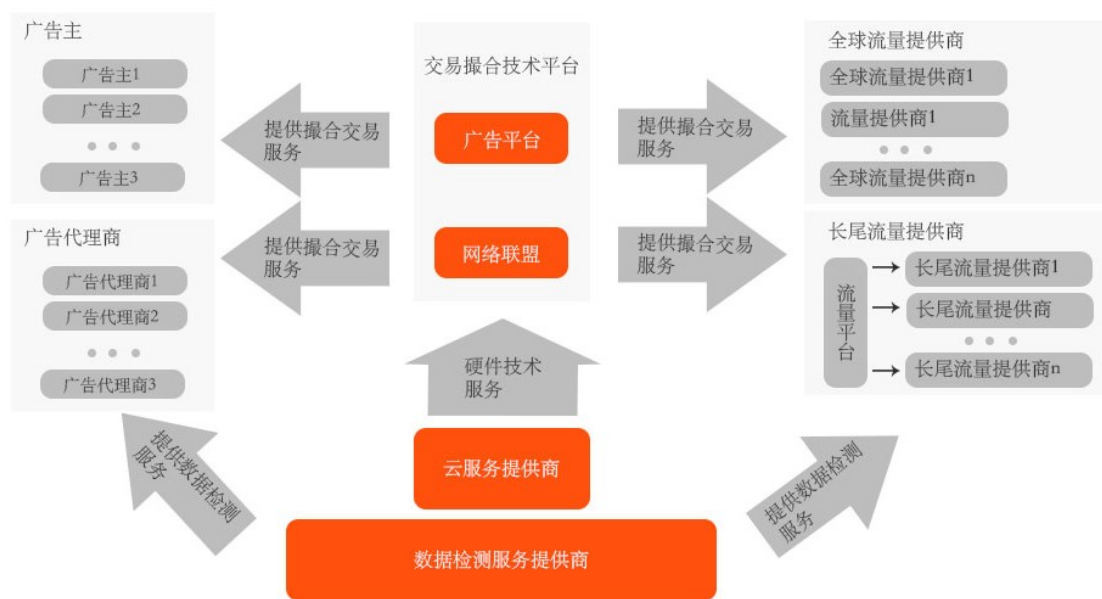 广告主
广告主1
广告主2
广告主3
广告代理商
广告代理商1
广告代理商2
广告代理商3
提供撮合交易
服务
提供撮合交易
服务
交易撮合技术平台
广告平台
网络联盟
提供撮合交易
服务
提供撮合交易
服务
全球流量提供商
全球流量提供商1
流量提供商1
全球流量提供商n
长尾流量提供商
流量平台
长尾流量提供商1
长尾流量提供商
长尾流量提供商n
硬件技术
服务
云服务提供商
提供数据检测
服务
数据检测服务提供商
提供数据检测
服务